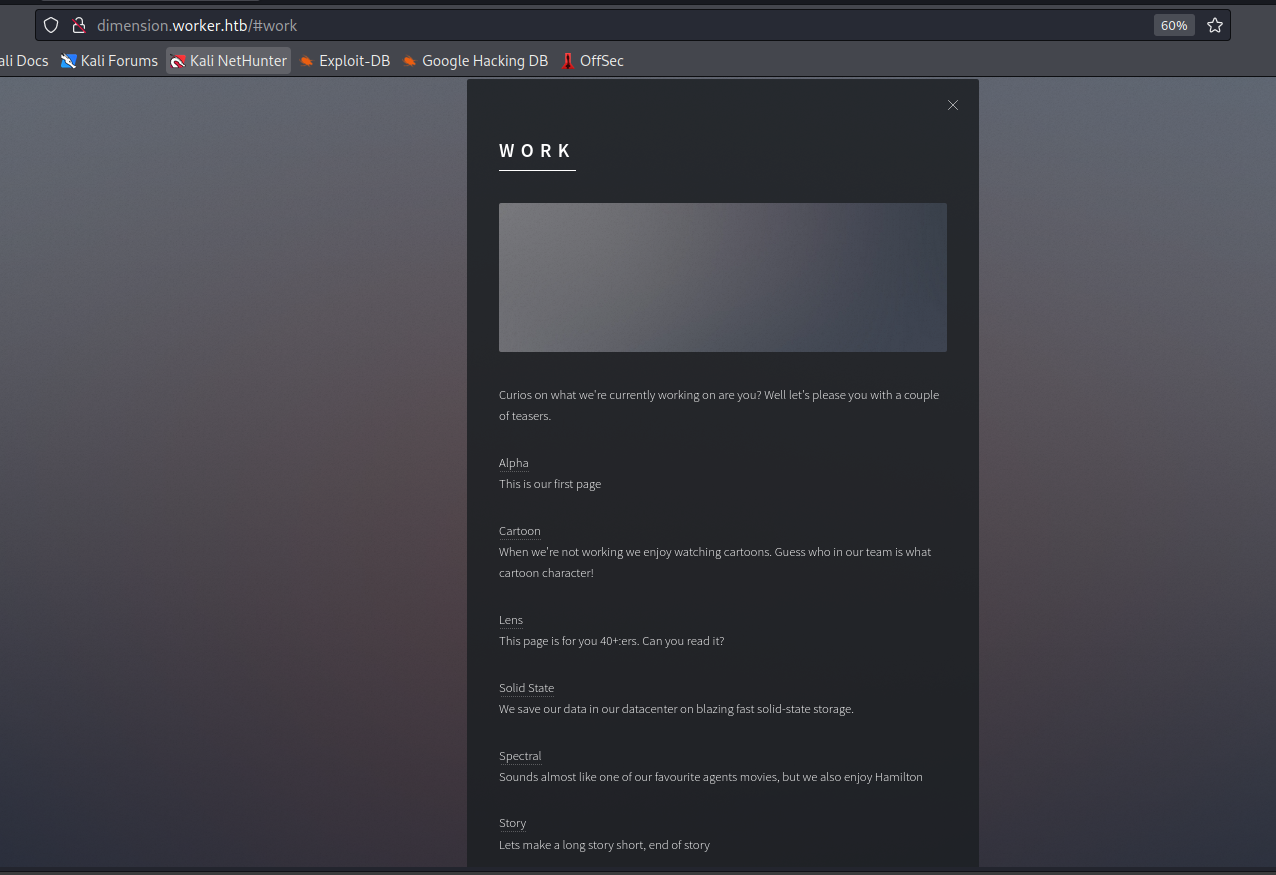 dimension.worker.htb/#work
60%
ali Docs Kali Forums Kali NetHunter Exploit-DB Google Hacking DB OffSec
WORK
Curios on what we're currently working on are you? Well let's please you with a couple
of teasers.
Alpha
This is our first page
Cartoon
When we're not working we enjoy watching cartoons. Guess who in our team is what
cartoon character!
Lens
This page is for you 40+:ers. Can you read it?
Solid State
We save our data in our datacenter on blazing fast solid-state storage.
Spectral
Sounds almost like one of our favourite agents movies, but we also enjoy Hamilton
Story
Lets make a long story short, end of story